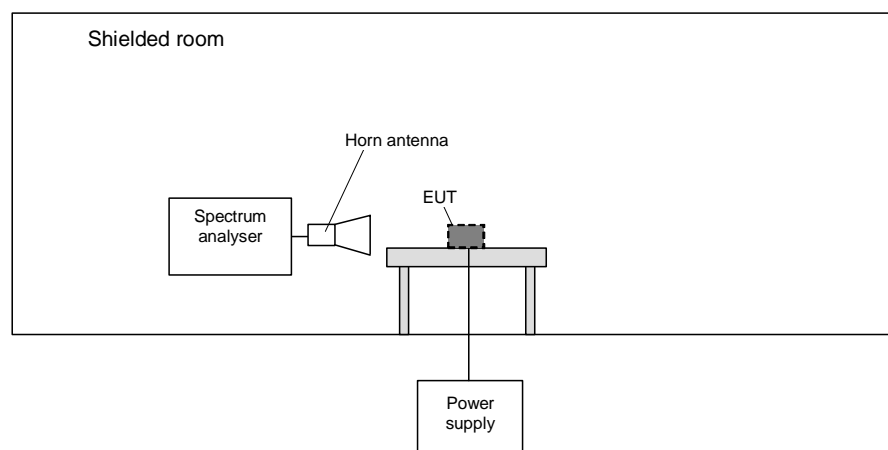 Shielded room
Horn antenna
EUT
Spectrum
analyser
Power
supply